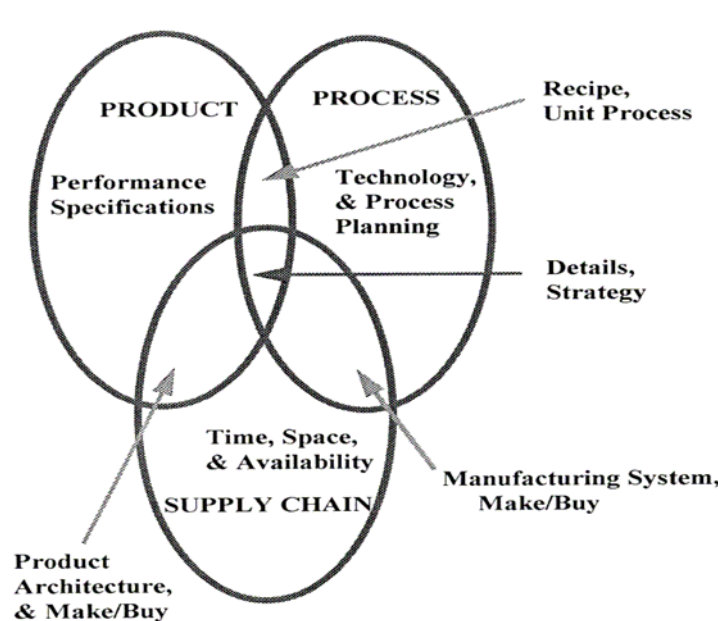 PRODUCT
PROCESS
Recipe,
Unit Process
Performance
Specifications
Technology,
& Process
Planning
Details,
Strategy
Time, Space,
& Availability
SUPPLY CHAIN
Manufacturing System,
Make/Buy
Product
Architecture,
& Make/Buy